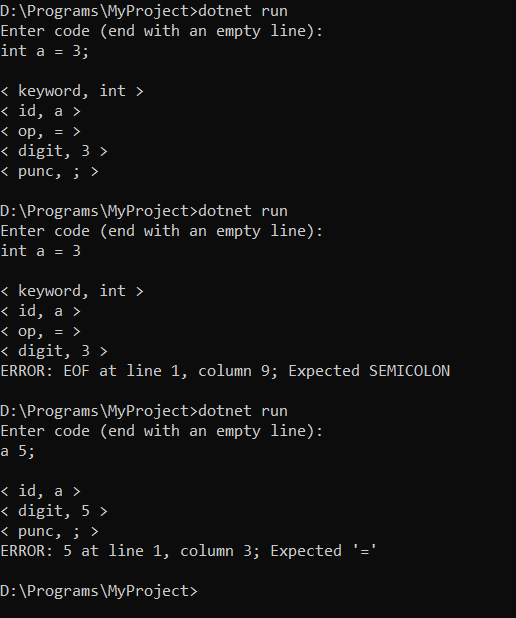 D:\Programs\MyProject>dotnet run
Enter code (end with an empty line):
int a = 3;
< keyword, int >
< id, a >
< op, = >
< digit, 3 >
< punc, ; >
D:\Programs\MyProject>dotnet run
Enter code (end with an empty line):
int a = 3
< keyword, int >
< id, a >
< op, = >
< digit, 3 >
ERROR: EOF at line 1, column 9; Expected SEMICOLON
D:\Programs\MyProject>dotnet run
Enter code (end with an empty line):
a 5;
< id, a >
< digit, 5 >
< punc, ; >
ERROR: 5 at line 1, column 3; Expected '='
D:\Programs\MyProject>